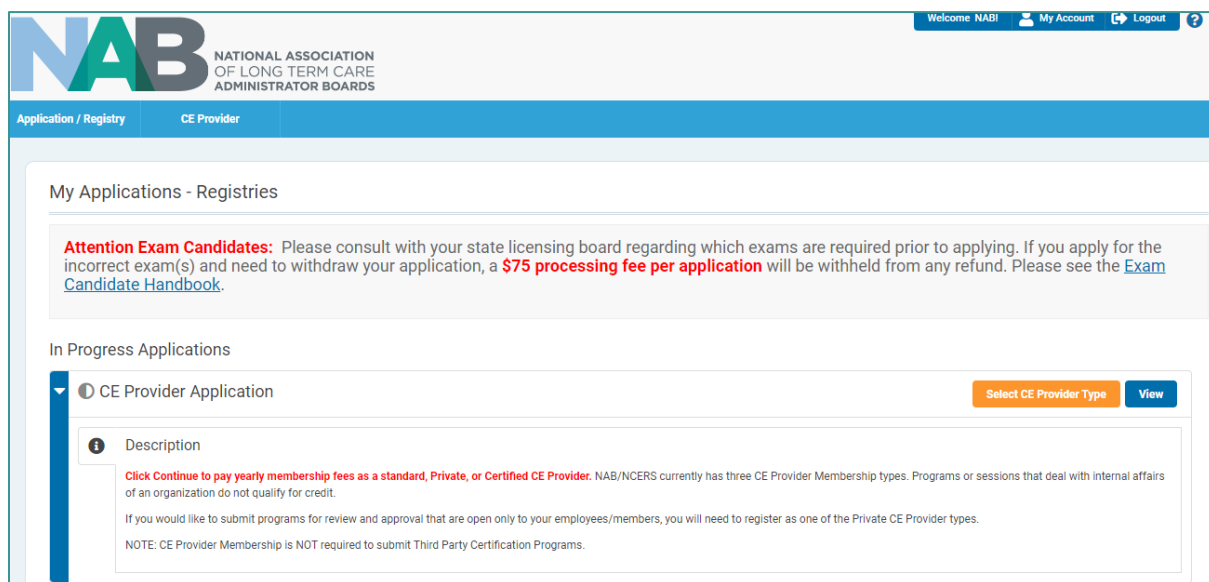 Welcome NAB! My Account Logout ?
NAB
NATIONAL ASSOCIATION
OF LONG TERM CARE
ADMINISTRATOR BOARDS
Application / Registry CE Provider
My Applications - Registries
Attention Exam Candidates: Please consult with your state licensing board regarding which exams are required prior to applying. If you apply for the
incorrect exam(s) and need to withdraw your application, a $75 processing fee per application will be withheld from any refund. Please see the Exam
Candidate Handbook.
In Progress Applications
CE Provider Application Select CE Provider Type View
Description
Click Continue to pay yearly membership fees as a standard, Private, or Certified CE Provider. NAB/NCERS currently has three CE Provider Membership types. Programs or sessions that deal with internal affairs
of an organization do not qualify for credit.
If you would like to submit programs for review and approval that are open only to your employees/members, you will need to register as one of the Private CE Provider types.
NOTE: CE Provider Membership is NOT required to submit Third Party Certification Programs.